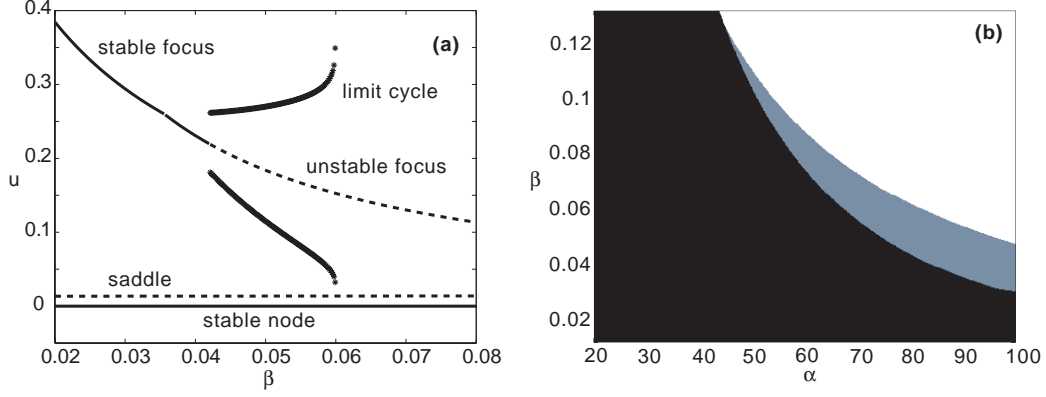 0.4
0.3
0.2
0.1
0
u
(a)
stable focus
limit cycle
unstable focus
saddle
stable node
0.02 0.03 0.04 0.05 0.06 0.07 0.08
β
(b)
0.12
0.1
0.08
0.06
0.04
0.02
β
20 30 40 50 60 70 80 90 100
α